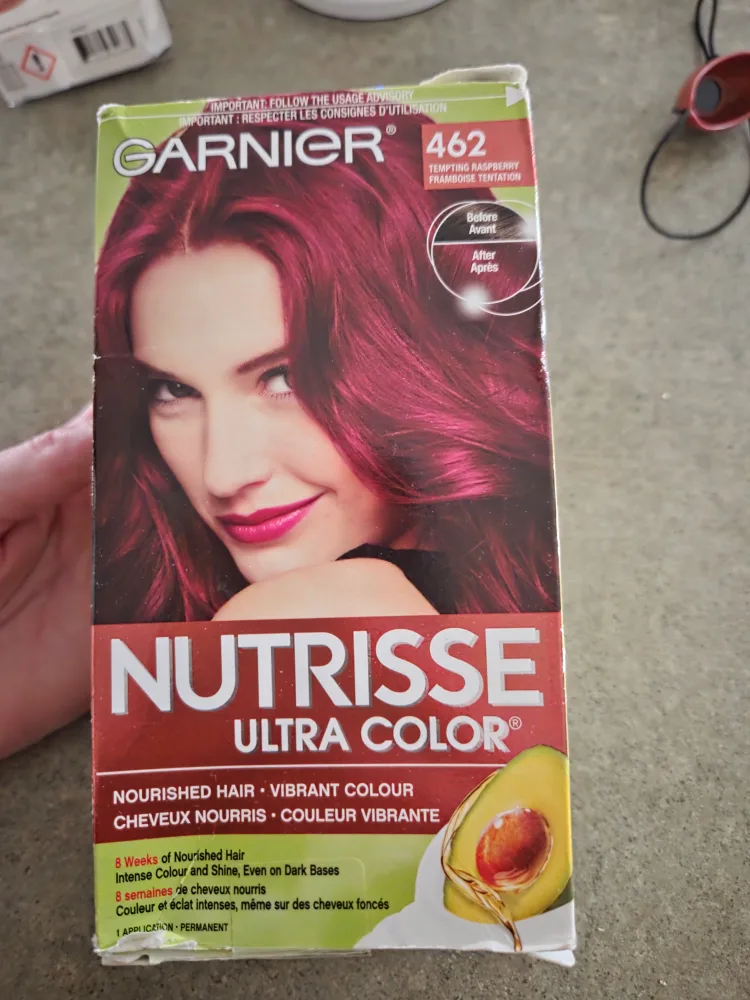 IMPORTANT: FOLLOW THE USAGE ADVISORY
IMPORTANT : RESPECTER LES CONSIGNES D'UTILISATION
GARNIER®
462
TEMPTING RASPBERRY
FRAMBOISE TENTATION
Before
Avant
After
Après
NUTRISSE
ULTRA COLOR®
NOURISHED HAIR • VIBRANT COLOUR
CHEVEUX NOURRIS • COULEUR VIBRANTE
8 Weeks of Nourished Hair
Intense Colour and Shine, Even on Dark Bases
8 semaines de cheveux nourris
Couleur et éclat intenses, même sur des cheveux foncés
1 APPLICATION • PERMANENT